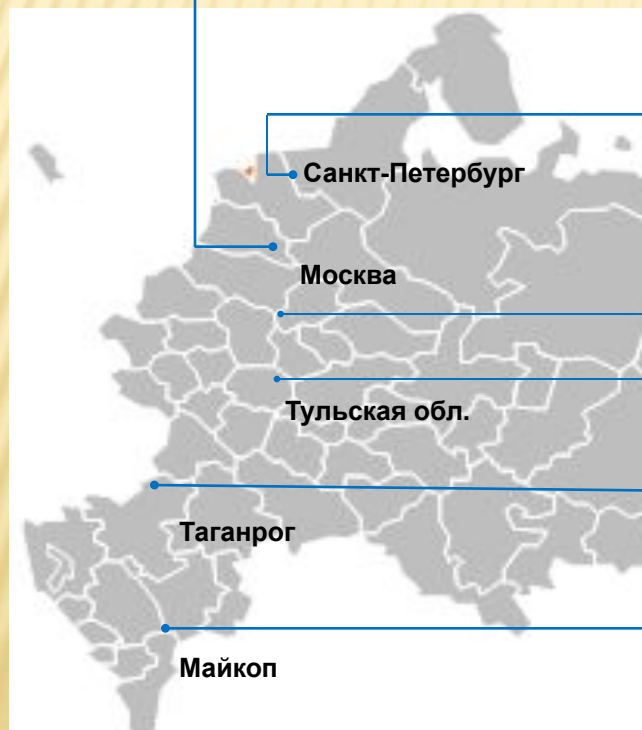 Санкт-Петербург
Москва
Тульская обл.
Таганрог
Майкоп